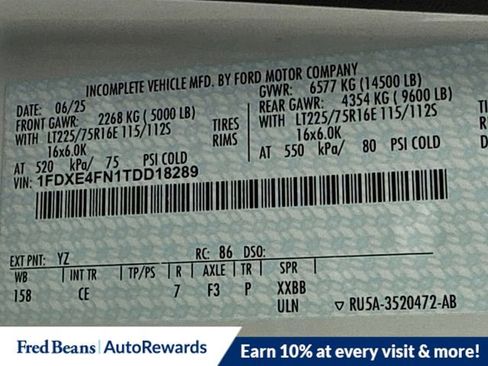 INCOMPLETE VEHICLE MFD. BY FORD MOTOR COMPANY
DATE: 06/25
FRONT GAWR: 2268 KG ( 5000 LB)
WITH LT225/75R16E 115/112S TIRES
16x6.0K RIMS
AT 520 kPa/ 75 PSI COLD
GVWR: 6577 KG (14500 LB)
REAR GAWR: 4354 KG ( 9600 LB)
WITH LT225/75R16E 115/112S TIRES
16x6.0K RIMS
AT 550 kPa/ 80 PSI COLD
VIN: 1FDXE4FN1TDD18289
EXT PNT: YZ RC: 86 DSO:
WB INT TR TP/PS R AXLE TR SPR
158 CE 7 F3 P XXBB
ULN ▽ RU5A-3520472-AB
Fred Beans | AutoRewards
Earn 10% at every visit & more!